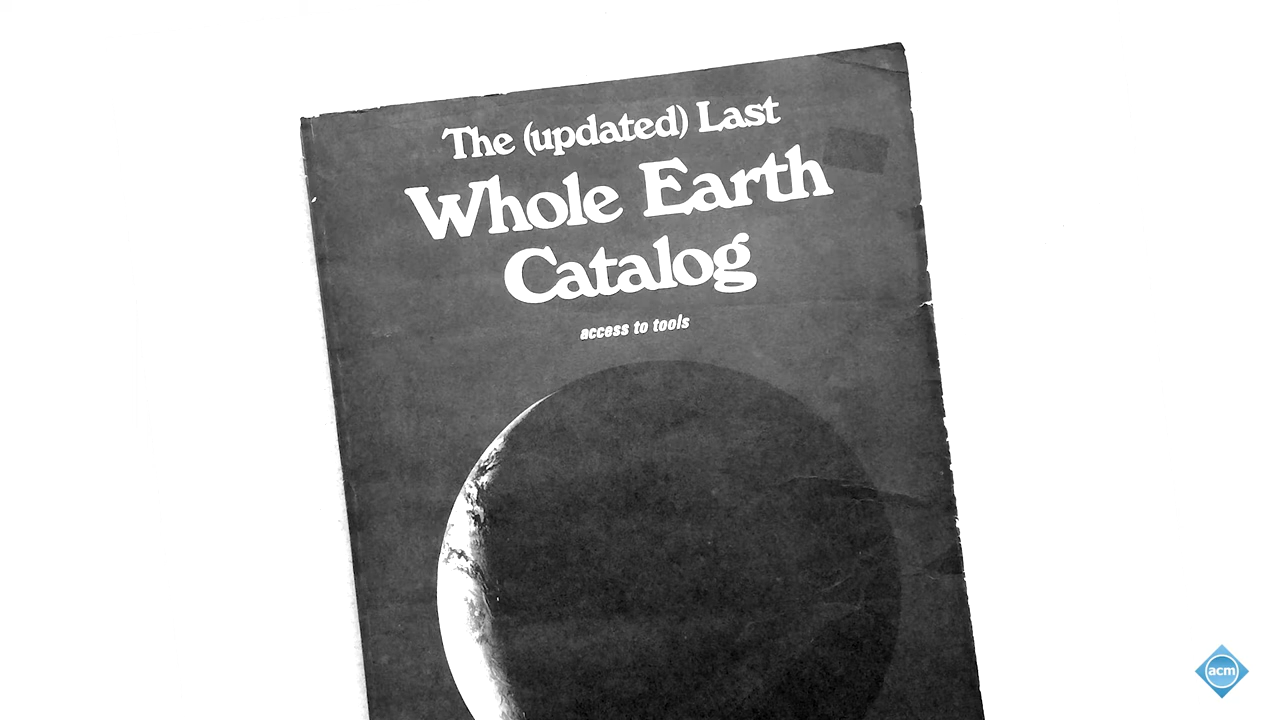 The (updated) Last
Whole Earth
Catalog
access to tools
acm